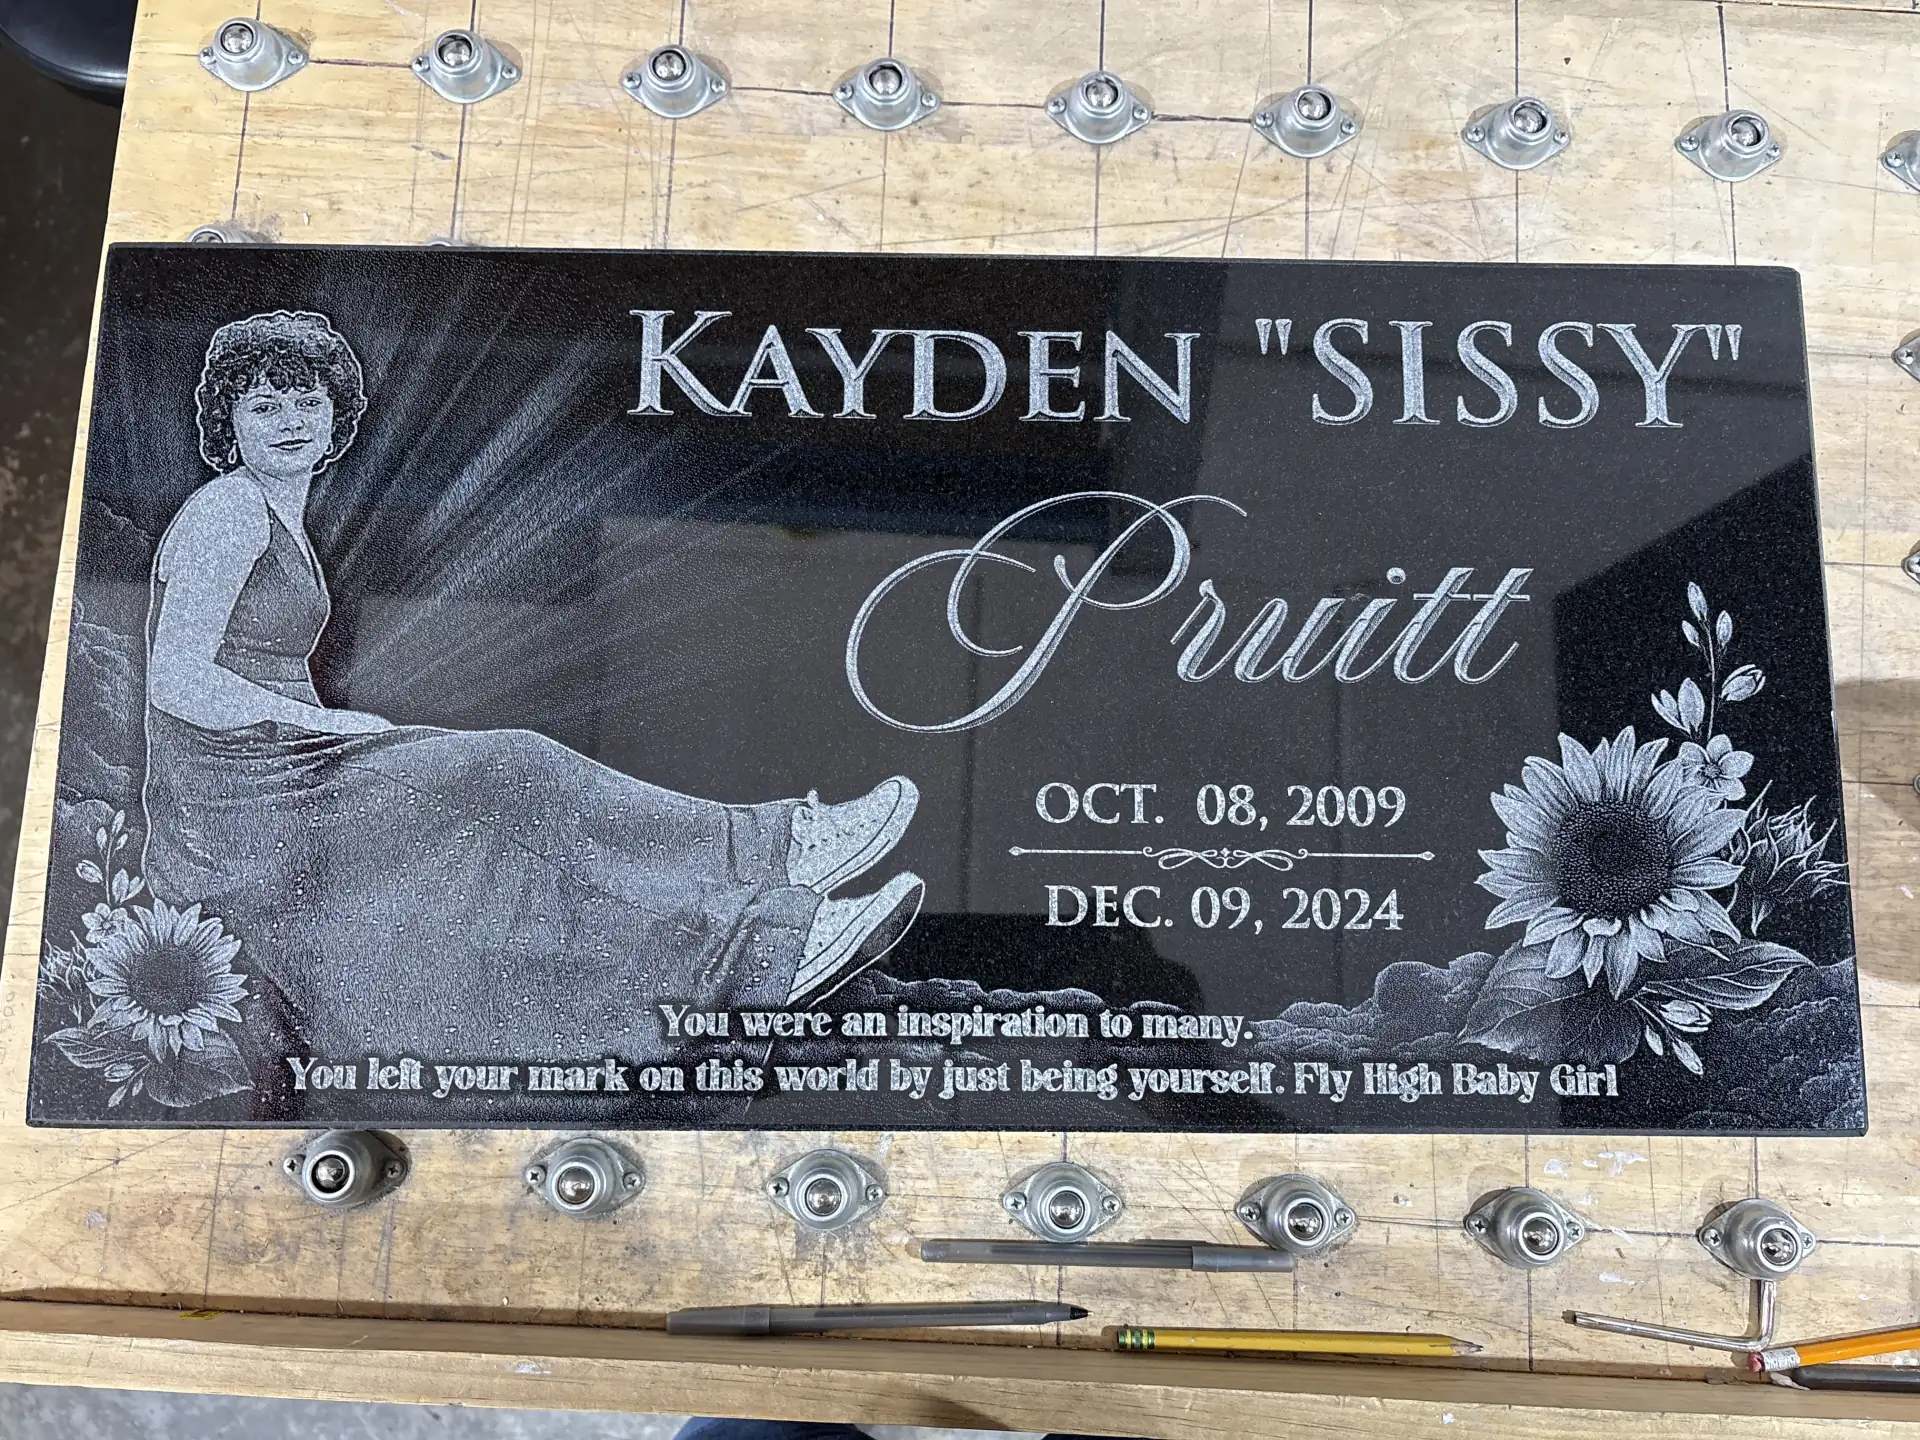 KAYDEN "SISSY"
Pruitt
OCT. 08, 2009
DEC. 09, 2024
You were an inspiration to many.
You left your mark on this world by just being yourself. Fly High Baby Girl